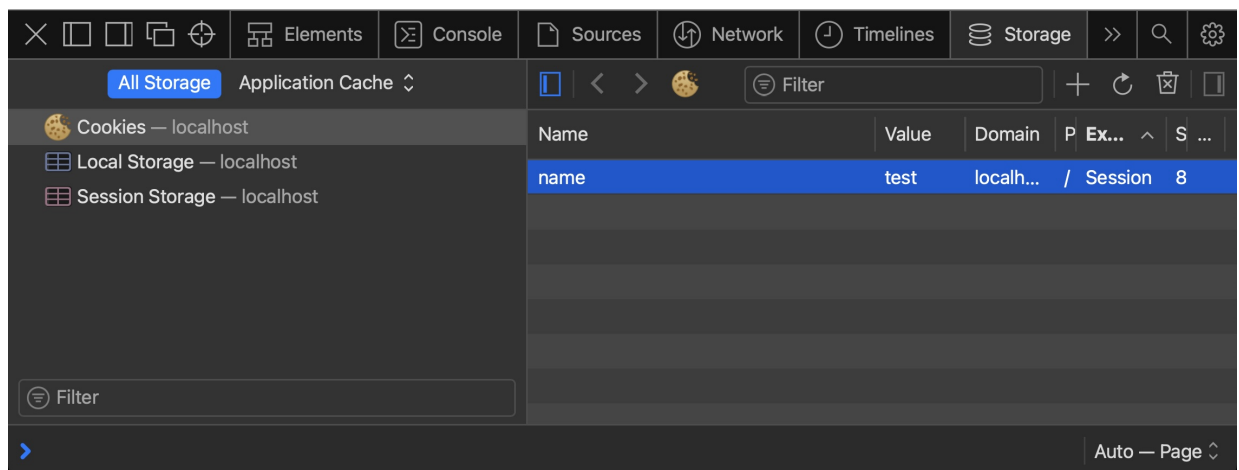 Elements Console Sources Network Timelines Storage
All Storage Application Cache Filter
Cookies — localhost
Local Storage — localhost
Session Storage — localhost
Filter
Name Value Domain P Ex... S ...
name test localh... / Session 8
Auto — Page